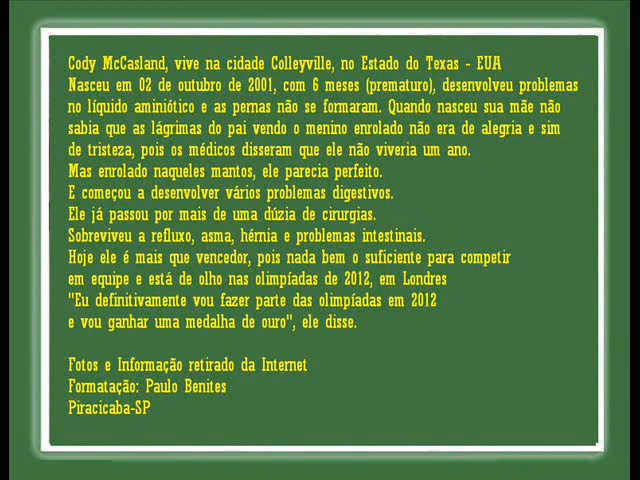 Cody McCasland, vive na cidade Colleyville, no Estado do Texas - EUA
Nasceu em 02 de outubro de 2001, com 6 meses (prematuro), desenvolveu problemas
no líquido aminiótico e as pernas não se formaram. Quando nasceu sua mãe não
sabia que as lágrimas do pai vendo o menino enrolado não era de alegria e sim
de tristeza, pois os médicos disseram que ele não viveria um ano.
Mas enrolado naqueles mantos, ele parecia perfeito.
E começou a desenvolver vários problemas digestivos.
Ele já passou por mais de uma dúzia de cirurgias.
Sobreviveu a refluxo, asma, hérnia e problemas intestinais.
Hoje ele é mais que vencedor, pois nada bem o suficiente para competir
em equipe e está de olho nas olimpíadas de 2012, em Londres
"Eu definitivamente vou fazer parte das olimpíadas em 2012
e vou ganhar uma medalha de ouro", ele disse.
Fotos e Informação retirado da Internet
Formatação: Paulo Benites
Piracicaba-SP